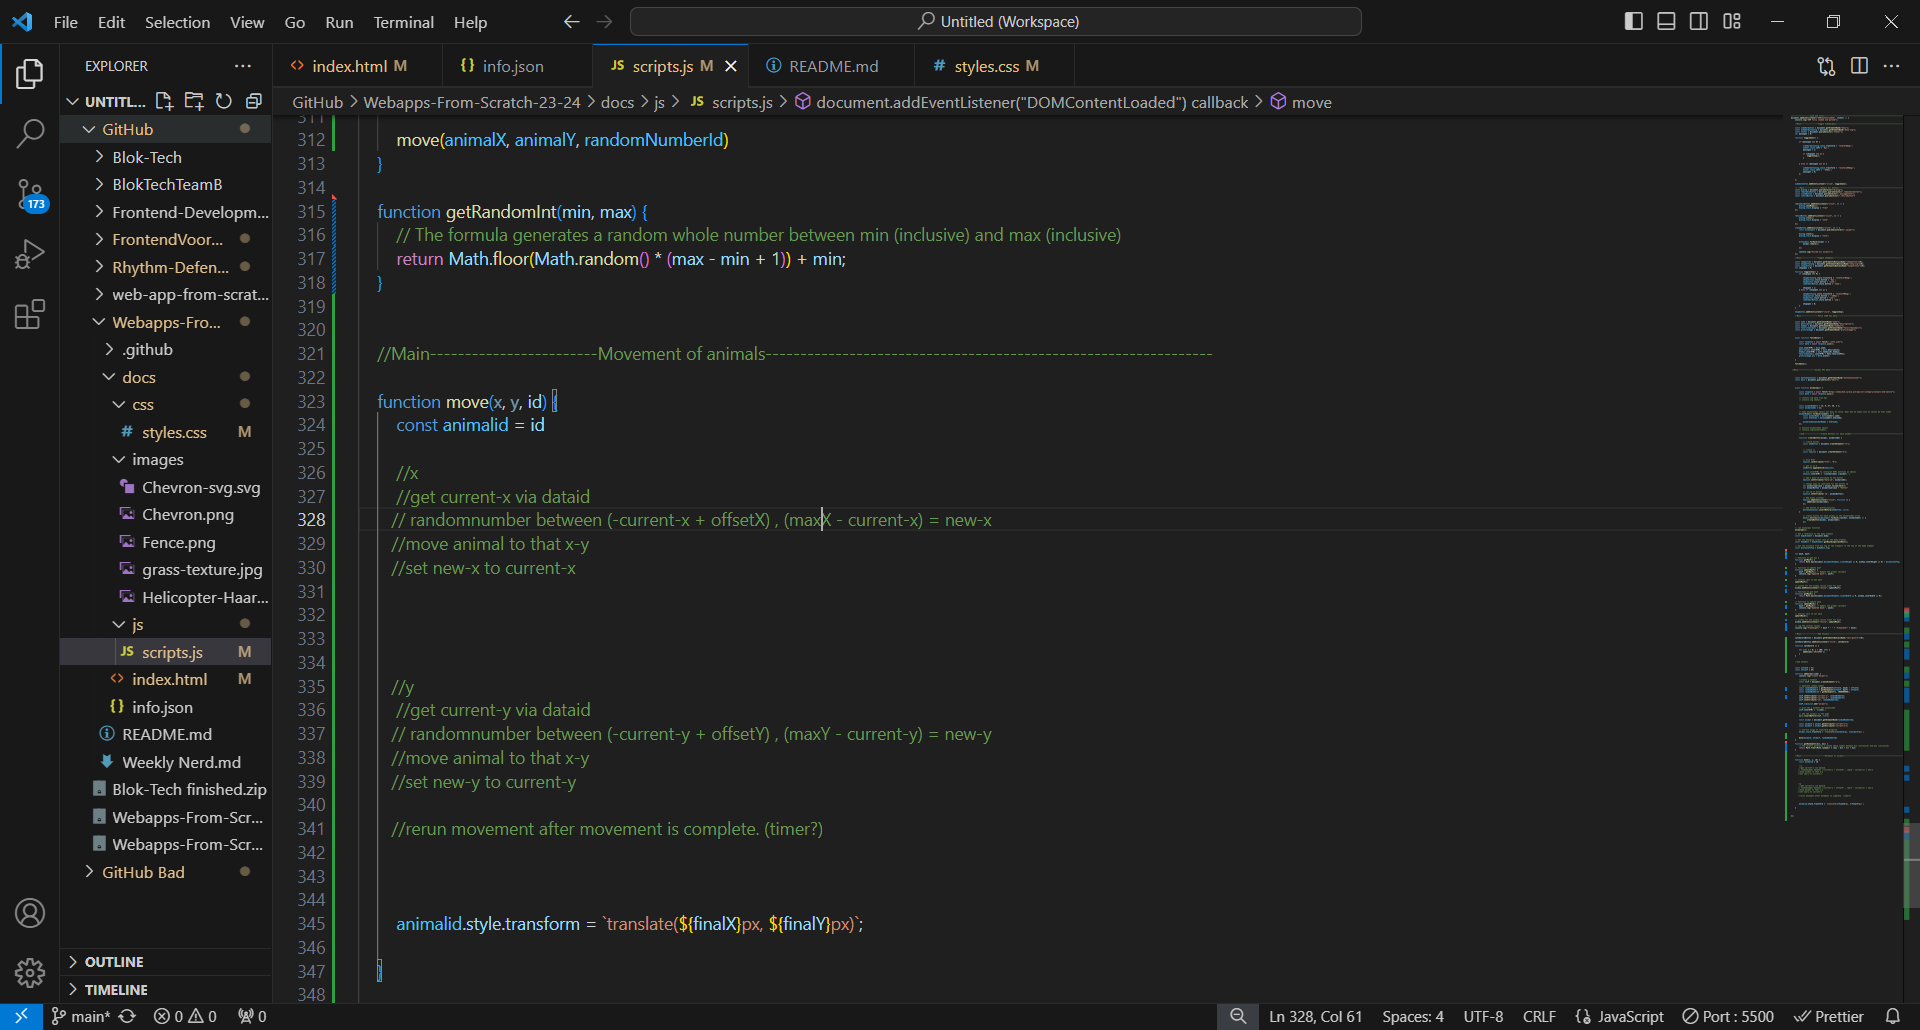 File Edit Selection View Go Run Terminal Help Untitled (Workspace)
EXPLORER ···
index.html M info.json JS scripts.js M README.md # styles.css M
UNTITL...
GitHub > Webapps-From-Scratch-23-24 > docs > js > JS scripts.js > document.addEventListener("DOMContentLoaded") callback > move
GitHub
Blok-Tech
BlokTechTeamB
Frontend-Developm...
FrontendVoor...
Rhythm-Defen...
web-app-from-scrat...
Webapps-Fro...
.github
docs
css
# styles.css M
images
Chevron-svg.svg
Chevron.png
Fence.png
grass-texture.jpg
Helicopter-Haar...
js
JS scripts.js M
index.html M
info.json
README.md
Weekly Nerd.md
Blok-Tech finished.zip
Webapps-From-Scr...
Webapps-From-Scr...
GitHub Bad
OUTLINE
TIMELINE
173
311
312 move(animalX, animalY, randomNumberId)
313 }
314
315 function getRandomInt(min, max) {
316 // The formula generates a random whole number between min (inclusive) and max (inclusive)
317 return Math.floor(Math.random() * (max - min + 1)) + min;
318 }
319
320
321 //Main------------------------Movement of animals----------------------------------------------------------------
322
323 function move(x, y, id) {
324 const animalid = id
325
326 //x
327 //get current-x via dataid
328 // randomnumber between (-current-x + offsetX) , (maxX - current-x) = new-x
329 //move animal to that x-y
330 //set new-x to current-x
331
332
333
334
335 //y
336 //get current-y via dataid
337 // randomnumber between (-current-y + offsetY) , (maxY - current-y) = new-y
338 //move animal to that x-y
339 //set new-y to current-y
340
341 //rerun movement after movement is complete. (timer?)
342
343
344
345 animalid.style.transform = `translate(${finalX}px, ${finalY}px)`;
346
347 }
348
main* 0 0 0 Ln 328, Col 61 Spaces: 4 UTF-8 CRLF {} JavaScript Port : 5500 Prettier